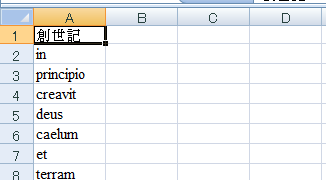 A B C D
1 創世記
2 in
3 principio
4 creavit
5 deus
6 caelum
7 et
8 terram